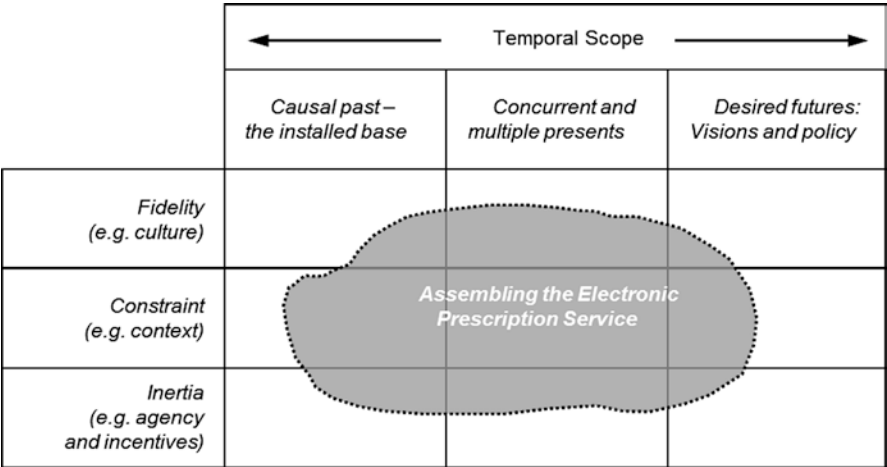 Temporal Scope
Causal past –
the installed base
Concurrent and
multiple presents
Desired futures:
Visions and policy
Fidelity
(e.g. culture)
Constraint
(e.g. context)
Inertia
(e.g. agency
and incentives)
Assembling the Electronic
Prescription Service